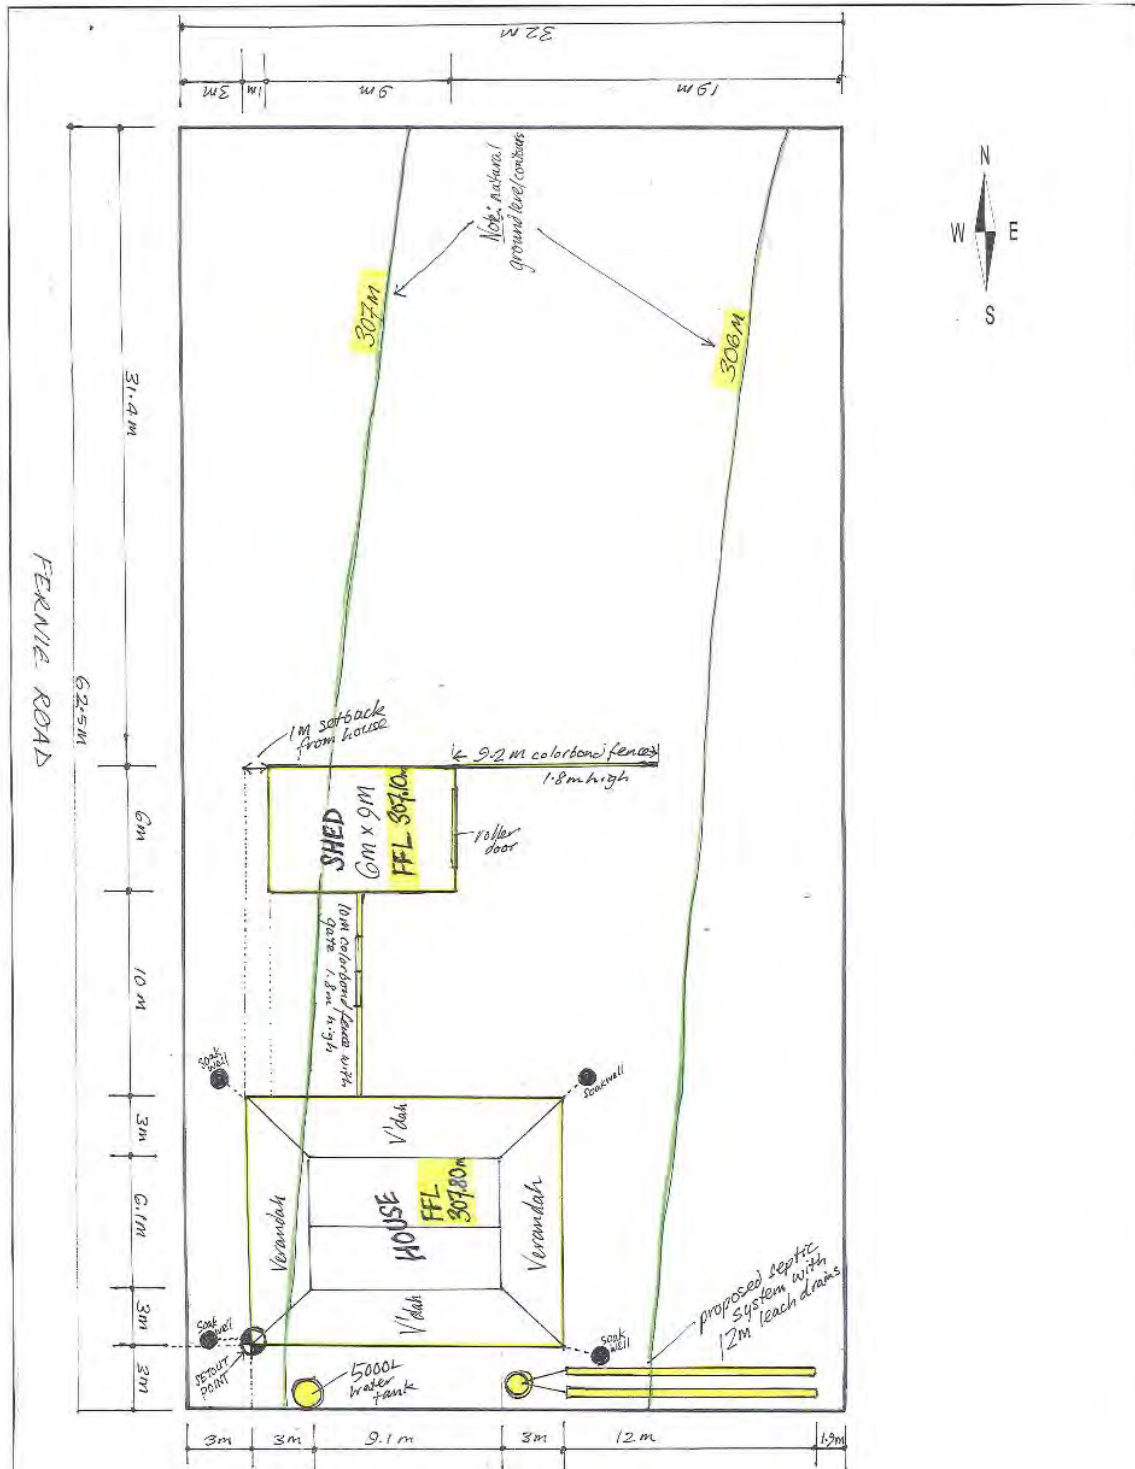 32M
3M
1M
9M
19M
N
W
E
S
Note: natural
ground level contours
307M
306M
31.4M
6M
10M
3M
6.1M
3M
3M
62.5M
FERNIE ROAD
1m setback
from house
9.2m colorbond fence
1.8m high
SHED
6M x 9M
FFL 307.10m
roller
door
10m colorbond fence with
gate 1.8m high
soak
well
soakwell
V'dah
Verandah
HOUSE
FFL
307.80m
Verandah
V'dah
soak
well
SETOUT
POINT
soak
well
5000L
water
tank
proposed septic
system with
12m leach drains
3m
3m
9.1m
3m
12m
1.9m